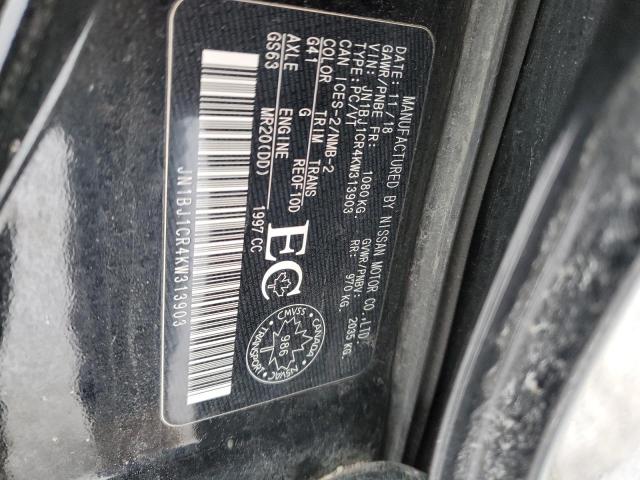 MANUFACTURED BY NISSAN MOTOR CO.,LTD.
DATE: 11/18 GVWR/PNBV: 2035 KG.
GAWR/PNBE FR: 1080 KG. RR: 970 KG.
VIN: JN1BJ1CR4KW313903
TYPE: PC/VT
CAN ICES-2/NMB-2
COLOR TRIM TRANS
G41 G RE0F10D
AXLE ENGINE
GS63 MR20(DD) 1997 CC
EC
CANADA
CMVSS
986
NSVAC
TRANSPORT
JN1BJ1CR4KW313903